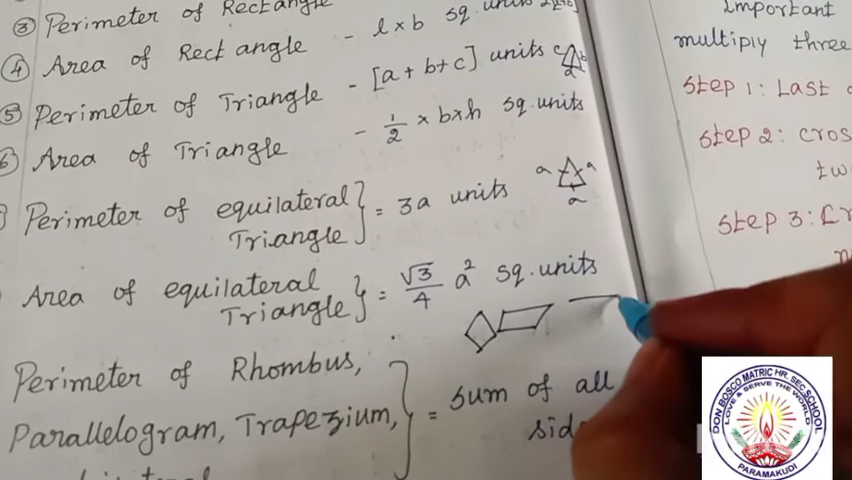 ③ Perimeter of Rectangle
④ Area of Rectangle - l × b sq. units
⑤ Perimeter of Triangle - [a + b + c] units c b a
⑥ Area of Triangle - 1/2 × b × h sq. units
Perimeter of equilateral Triangle } = 3a units a a a
Area of equilateral Triangle } = √3/4 a² sq. units
Perimeter of Rhombus,
Parallelogram, Trapezium, } = sum of all
Important
multiply three
Step 1: Last
Step 2:
Step 3:
DON BOSCO MATRIC HR. SEC SCHOOL
LOVE & SERVE THE WORLD
PARAMAKUDI